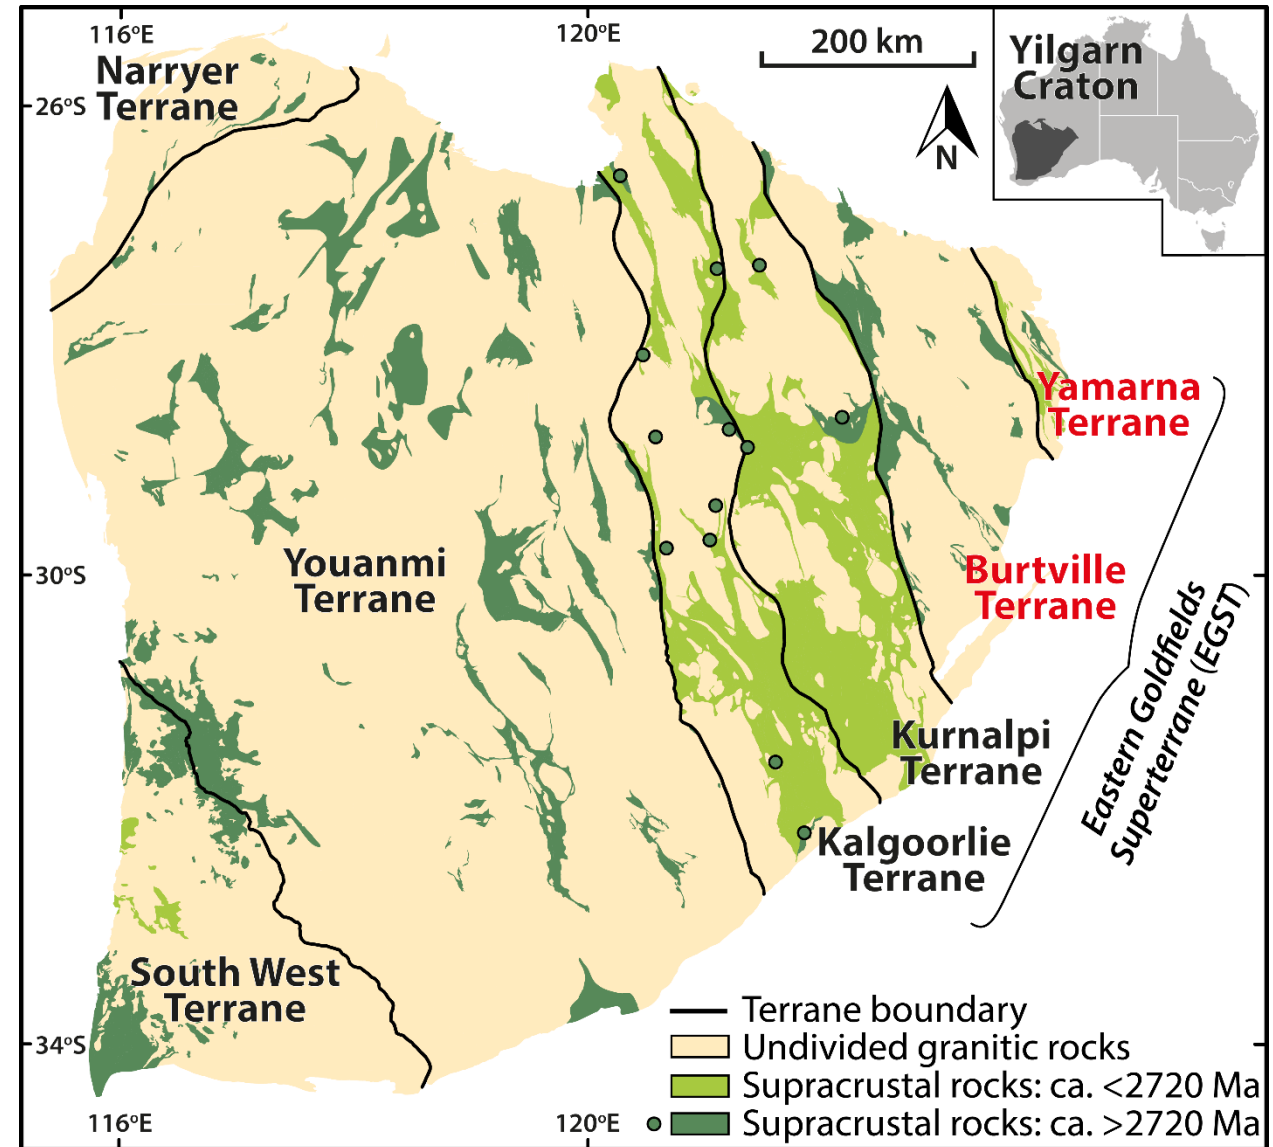 116°E
120°E
200 km
Yilgarn
Craton
Narryer
Terrane
26°S
N
Yamarna
Terrane
Youanmi
Terrane
30°S
Burtville
Terrane
Eastern Goldfields
Superterrane (EGST)
Kurnalpi
Terrane
Kalgoorlie
Terrane
South West
Terrane
34°S
Terrane boundary
Undivided granitic rocks
Supracrustal rocks: ca. <2720 Ma
Supracrustal rocks: ca. >2720 Ma
116°E
120°E